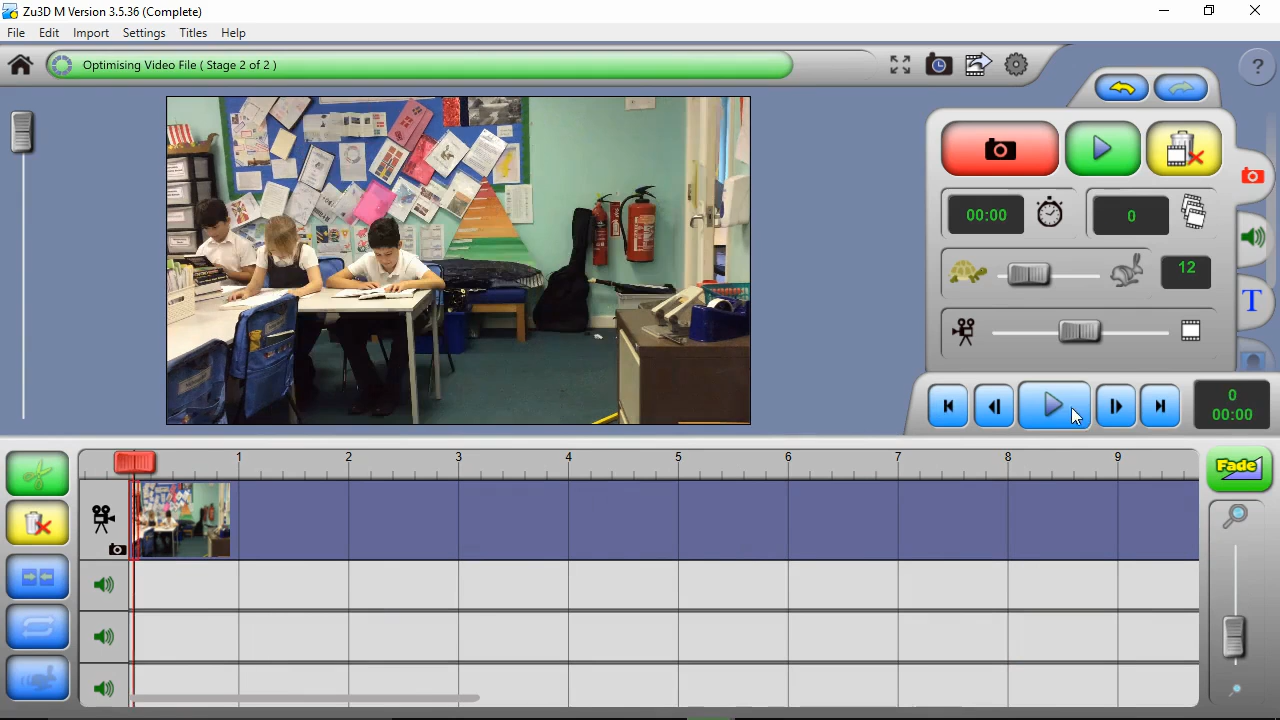 Zu3D M Version 3.5.36 (Complete)
File Edit Import Settings Titles Help
Optimising Video File ( Stage 2 of 2 )
?
00:00
0
12
T
0
00:00
1 2 3 4 5 6 7 8 9
Fade